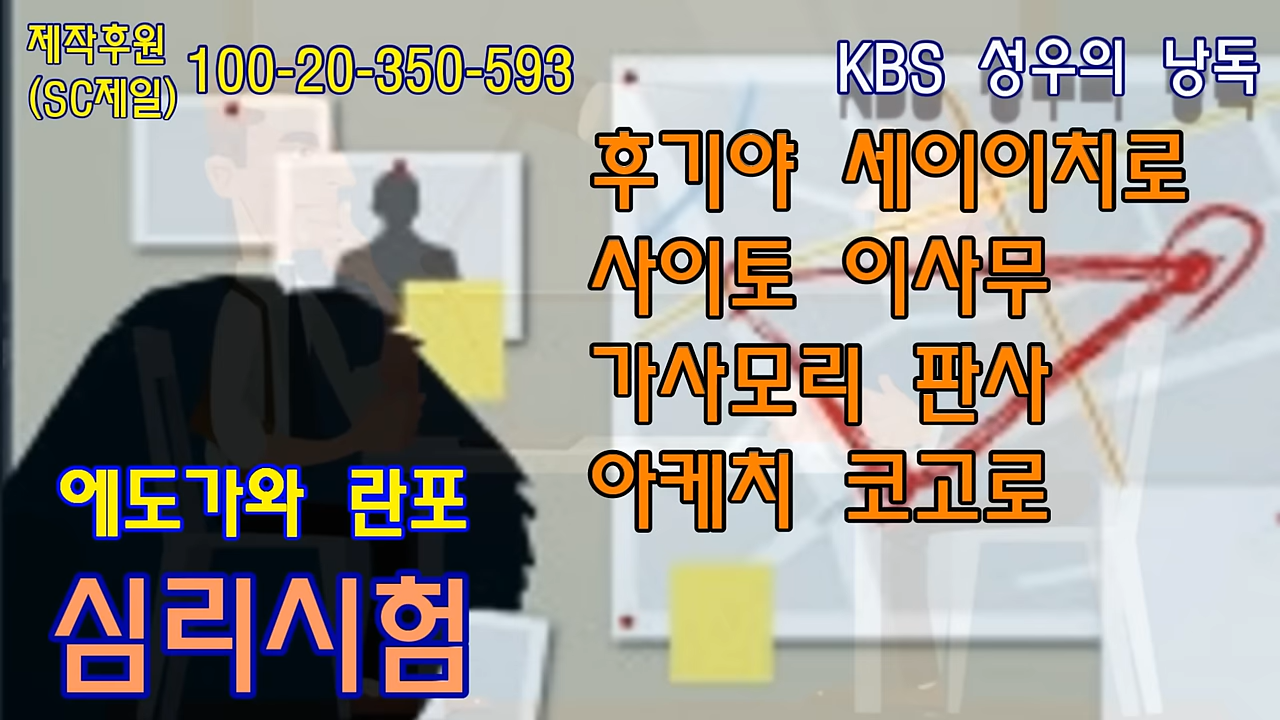 제작후원
(SC제일) 100-20-350-593
KBS 성우의 낭독
후기야 세이이치로
사이토 이사무
가사모리 판사
아케치 코고로
에도가와 란포
심리시험